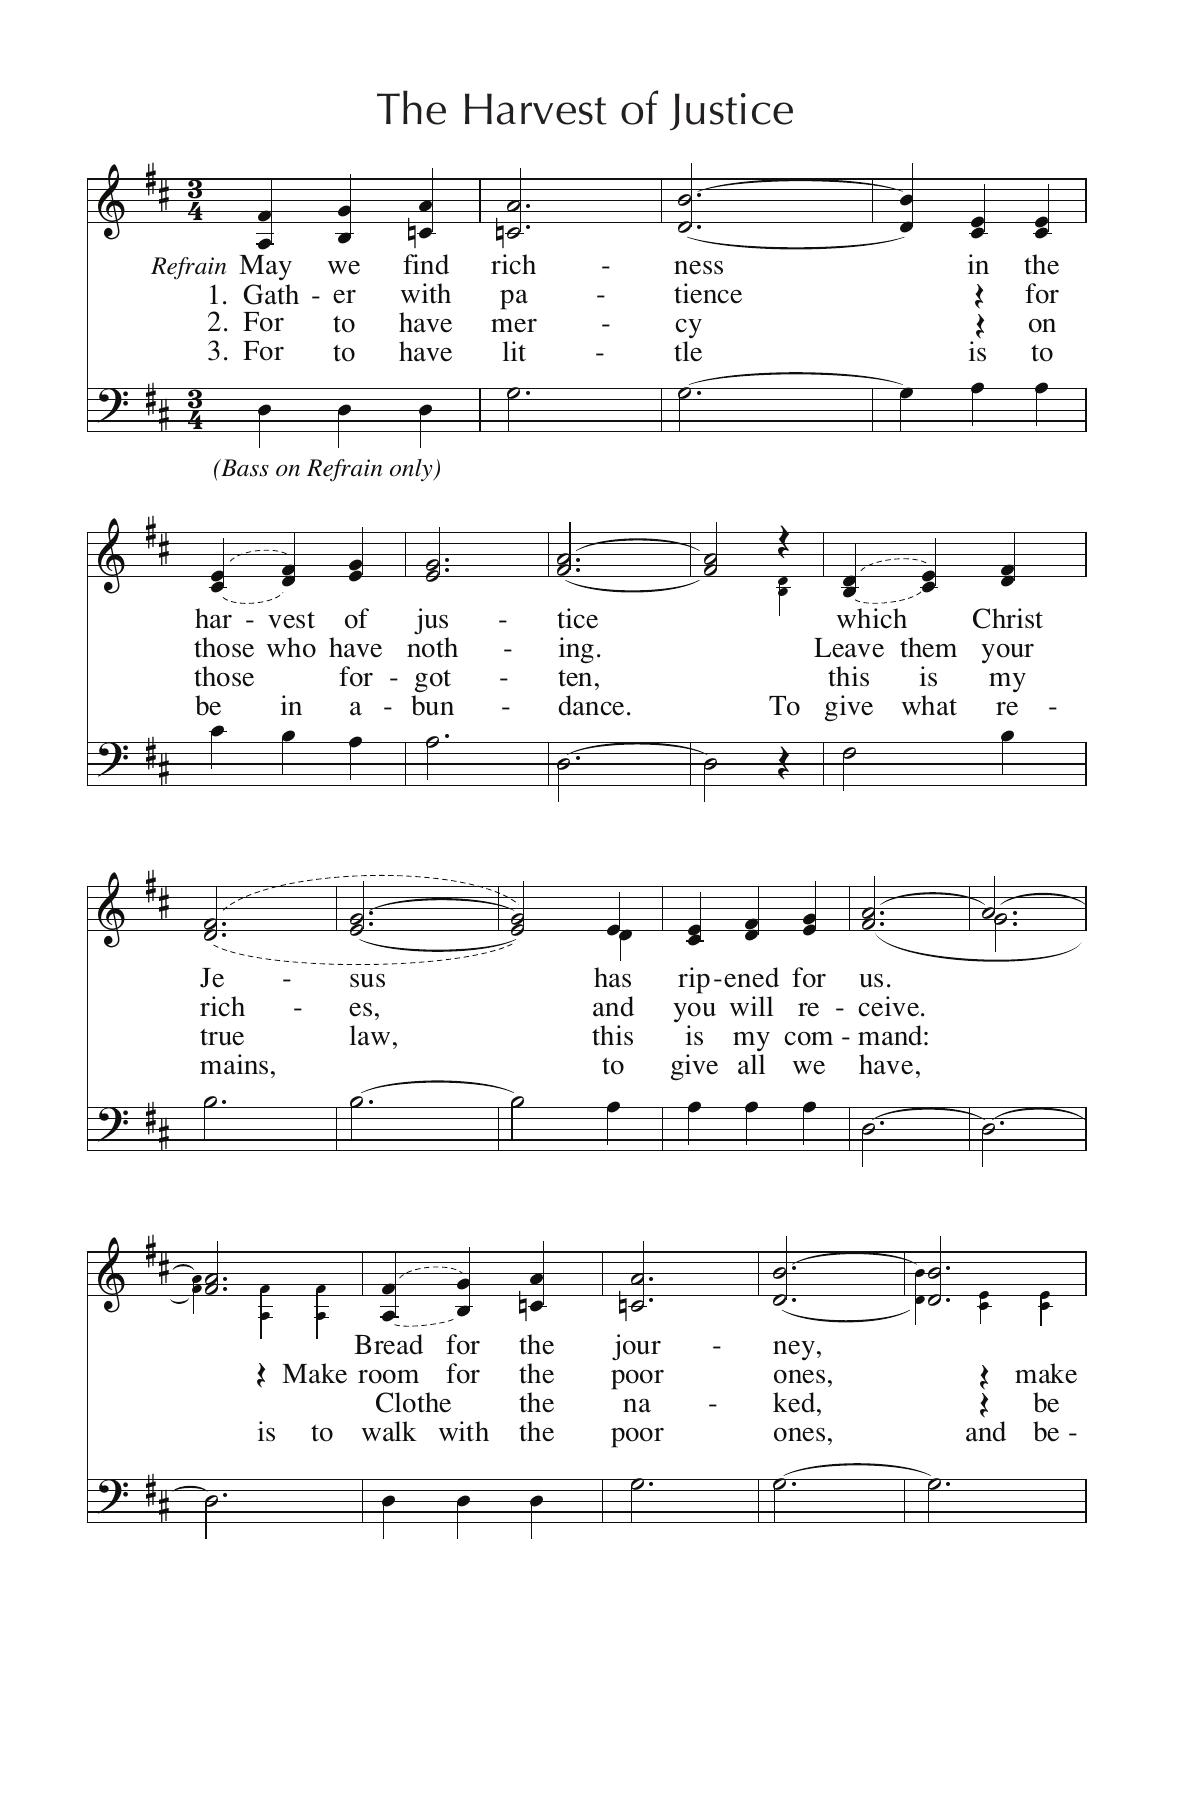 The Harvest of Justice
3
4
Refrain May we find rich - ness in the
1. Gath - er with pa - tience for
2. For to have mer - cy on
3. For to have lit - tle is to
3
4
(Bass on Refrain only)
har - vest of jus - tice which Christ
those who have noth - ing. Leave them your
those for - got - ten, this is my
be in a - bun - dance. To give what re -
Je - sus has rip - ened for us.
rich - es, and you will re - ceive.
true law, this is my com - mand:
mains, to give all we have,
Bread for the jour - ney,
Make room for the poor ones, make
Clothe the na - ked, be
is to walk with the poor ones, and be -